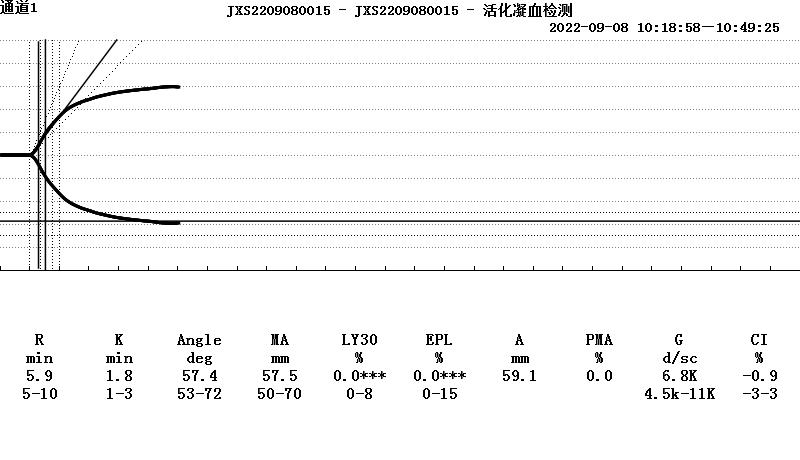 通道1
JXS2209080015 - JXS2209080015 - 活化凝血检测
2022-09-08 10:18:58—10:49:25
R K Angle MA LY30 EPL A PMA G CI
min min deg mm % % mm % d/sc %
5.9 1.8 57.4 57.5 0.0*** 0.0*** 59.1 0.0 6.8K -0.9
5-10 1-3 53-72 50-70 0-8 0-15 4.5k-11K -3-3